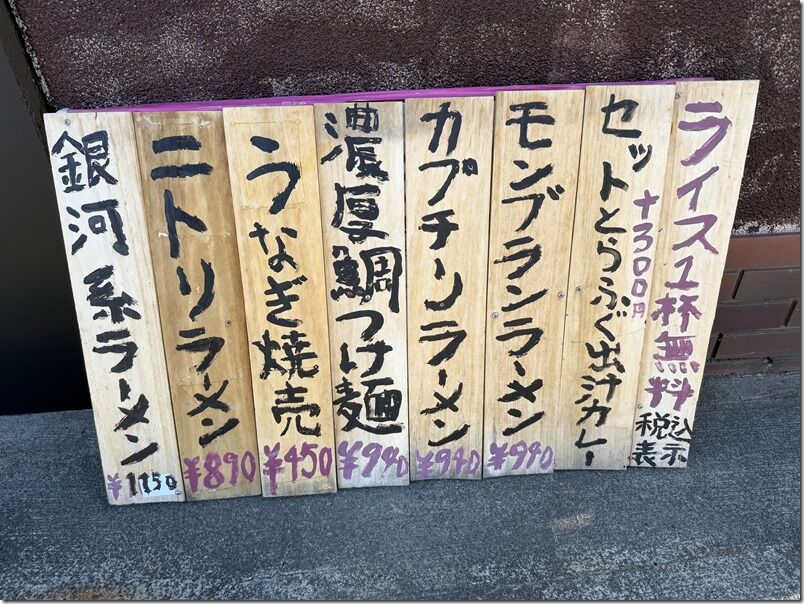 ライス1杯無料
税込
表示
セットとらふぐ出汁カレー
+300円
モンブランラーメン
¥990
カプチーリラーメン
¥940
濃厚鯛つけ麺
¥940
うなぎ焼売
¥450
ニトリラーメン
¥890
銀河系ラーメン
¥1150